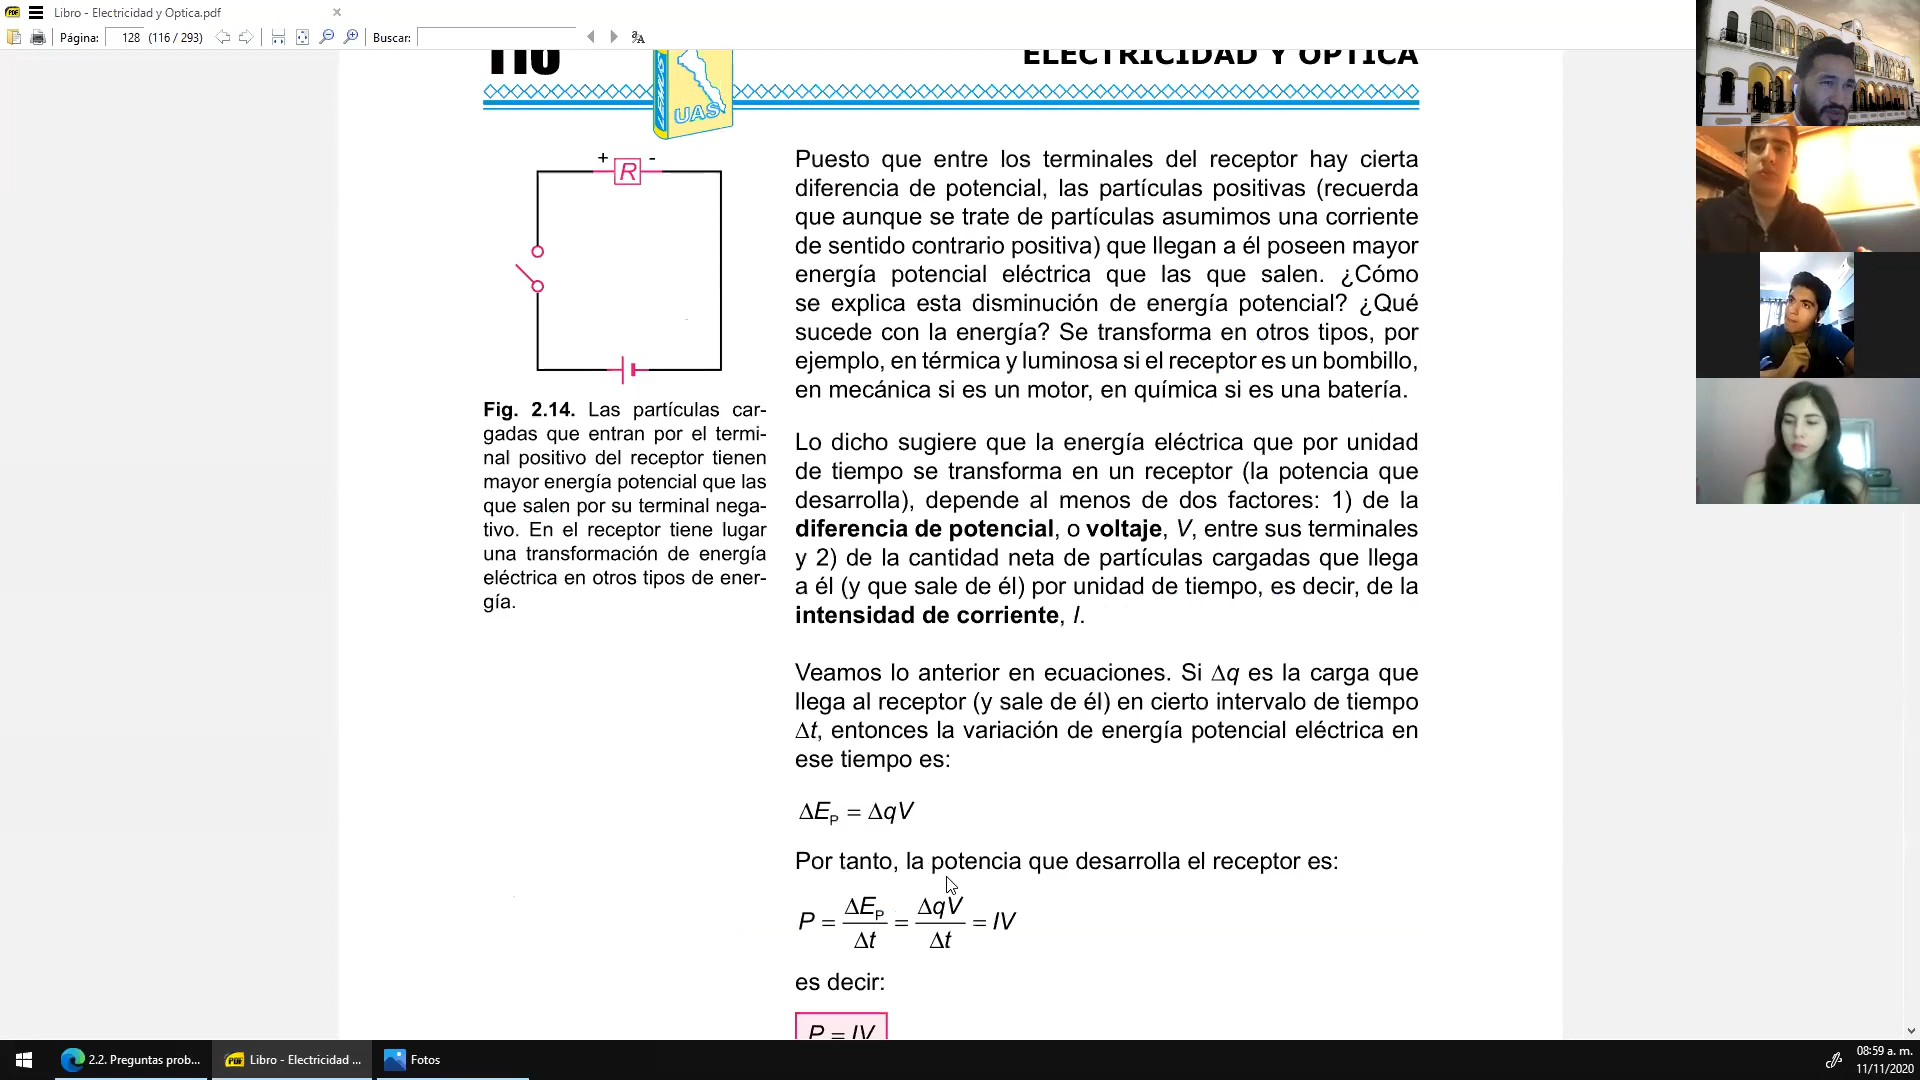 Libro - Electricidad y Optica.pdf
Página: 128 (116 / 293) Buscar:
116
ELECTRICIDAD Y OPTICA
UAS
+ -
R
Puesto que entre los terminales del receptor hay cierta
diferencia de potencial, las partículas positivas (recuerda
que aunque se trate de partículas asumimos una corriente
de sentido contrario positiva) que llegan a él poseen mayor
energía potencial eléctrica que las que salen. ¿Cómo
se explica esta disminución de energía potencial? ¿Qué
sucede con la energía? Se transforma en otros tipos, por
ejemplo, en térmica y luminosa si el receptor es un bombillo,
en mecánica si es un motor, en química si es una batería.
Fig. 2.14. Las partículas car-
gadas que entran por el termi-
nal positivo del receptor tienen
mayor energía potencial que las
que salen por su terminal nega-
tivo. En el receptor tiene lugar
una transformación de energía
eléctrica en otros tipos de ener-
gía.
Lo dicho sugiere que la energía eléctrica que por unidad
de tiempo se transforma en un receptor (la potencia que
desarrolla), depende al menos de dos factores: 1) de la
diferencia de potencial, o voltaje, V, entre sus terminales
y 2) de la cantidad neta de partículas cargadas que llega
a él (y que sale de él) por unidad de tiempo, es decir, de la
intensidad de corriente, I.
Veamos lo anterior en ecuaciones. Si Δq es la carga que
llega al receptor (y sale de él) en cierto intervalo de tiempo
Δt, entonces la variación de energía potencial eléctrica en
ese tiempo es:
ΔE_P = ΔqV
Por tanto, la potencia que desarrolla el receptor es:
P = ΔE_P/Δt = ΔqV/Δt = IV
es decir:
P = IV
2.2. Preguntas prob... Libro - Electricidad ... Fotos
08:59 a. m.
11/11/2020